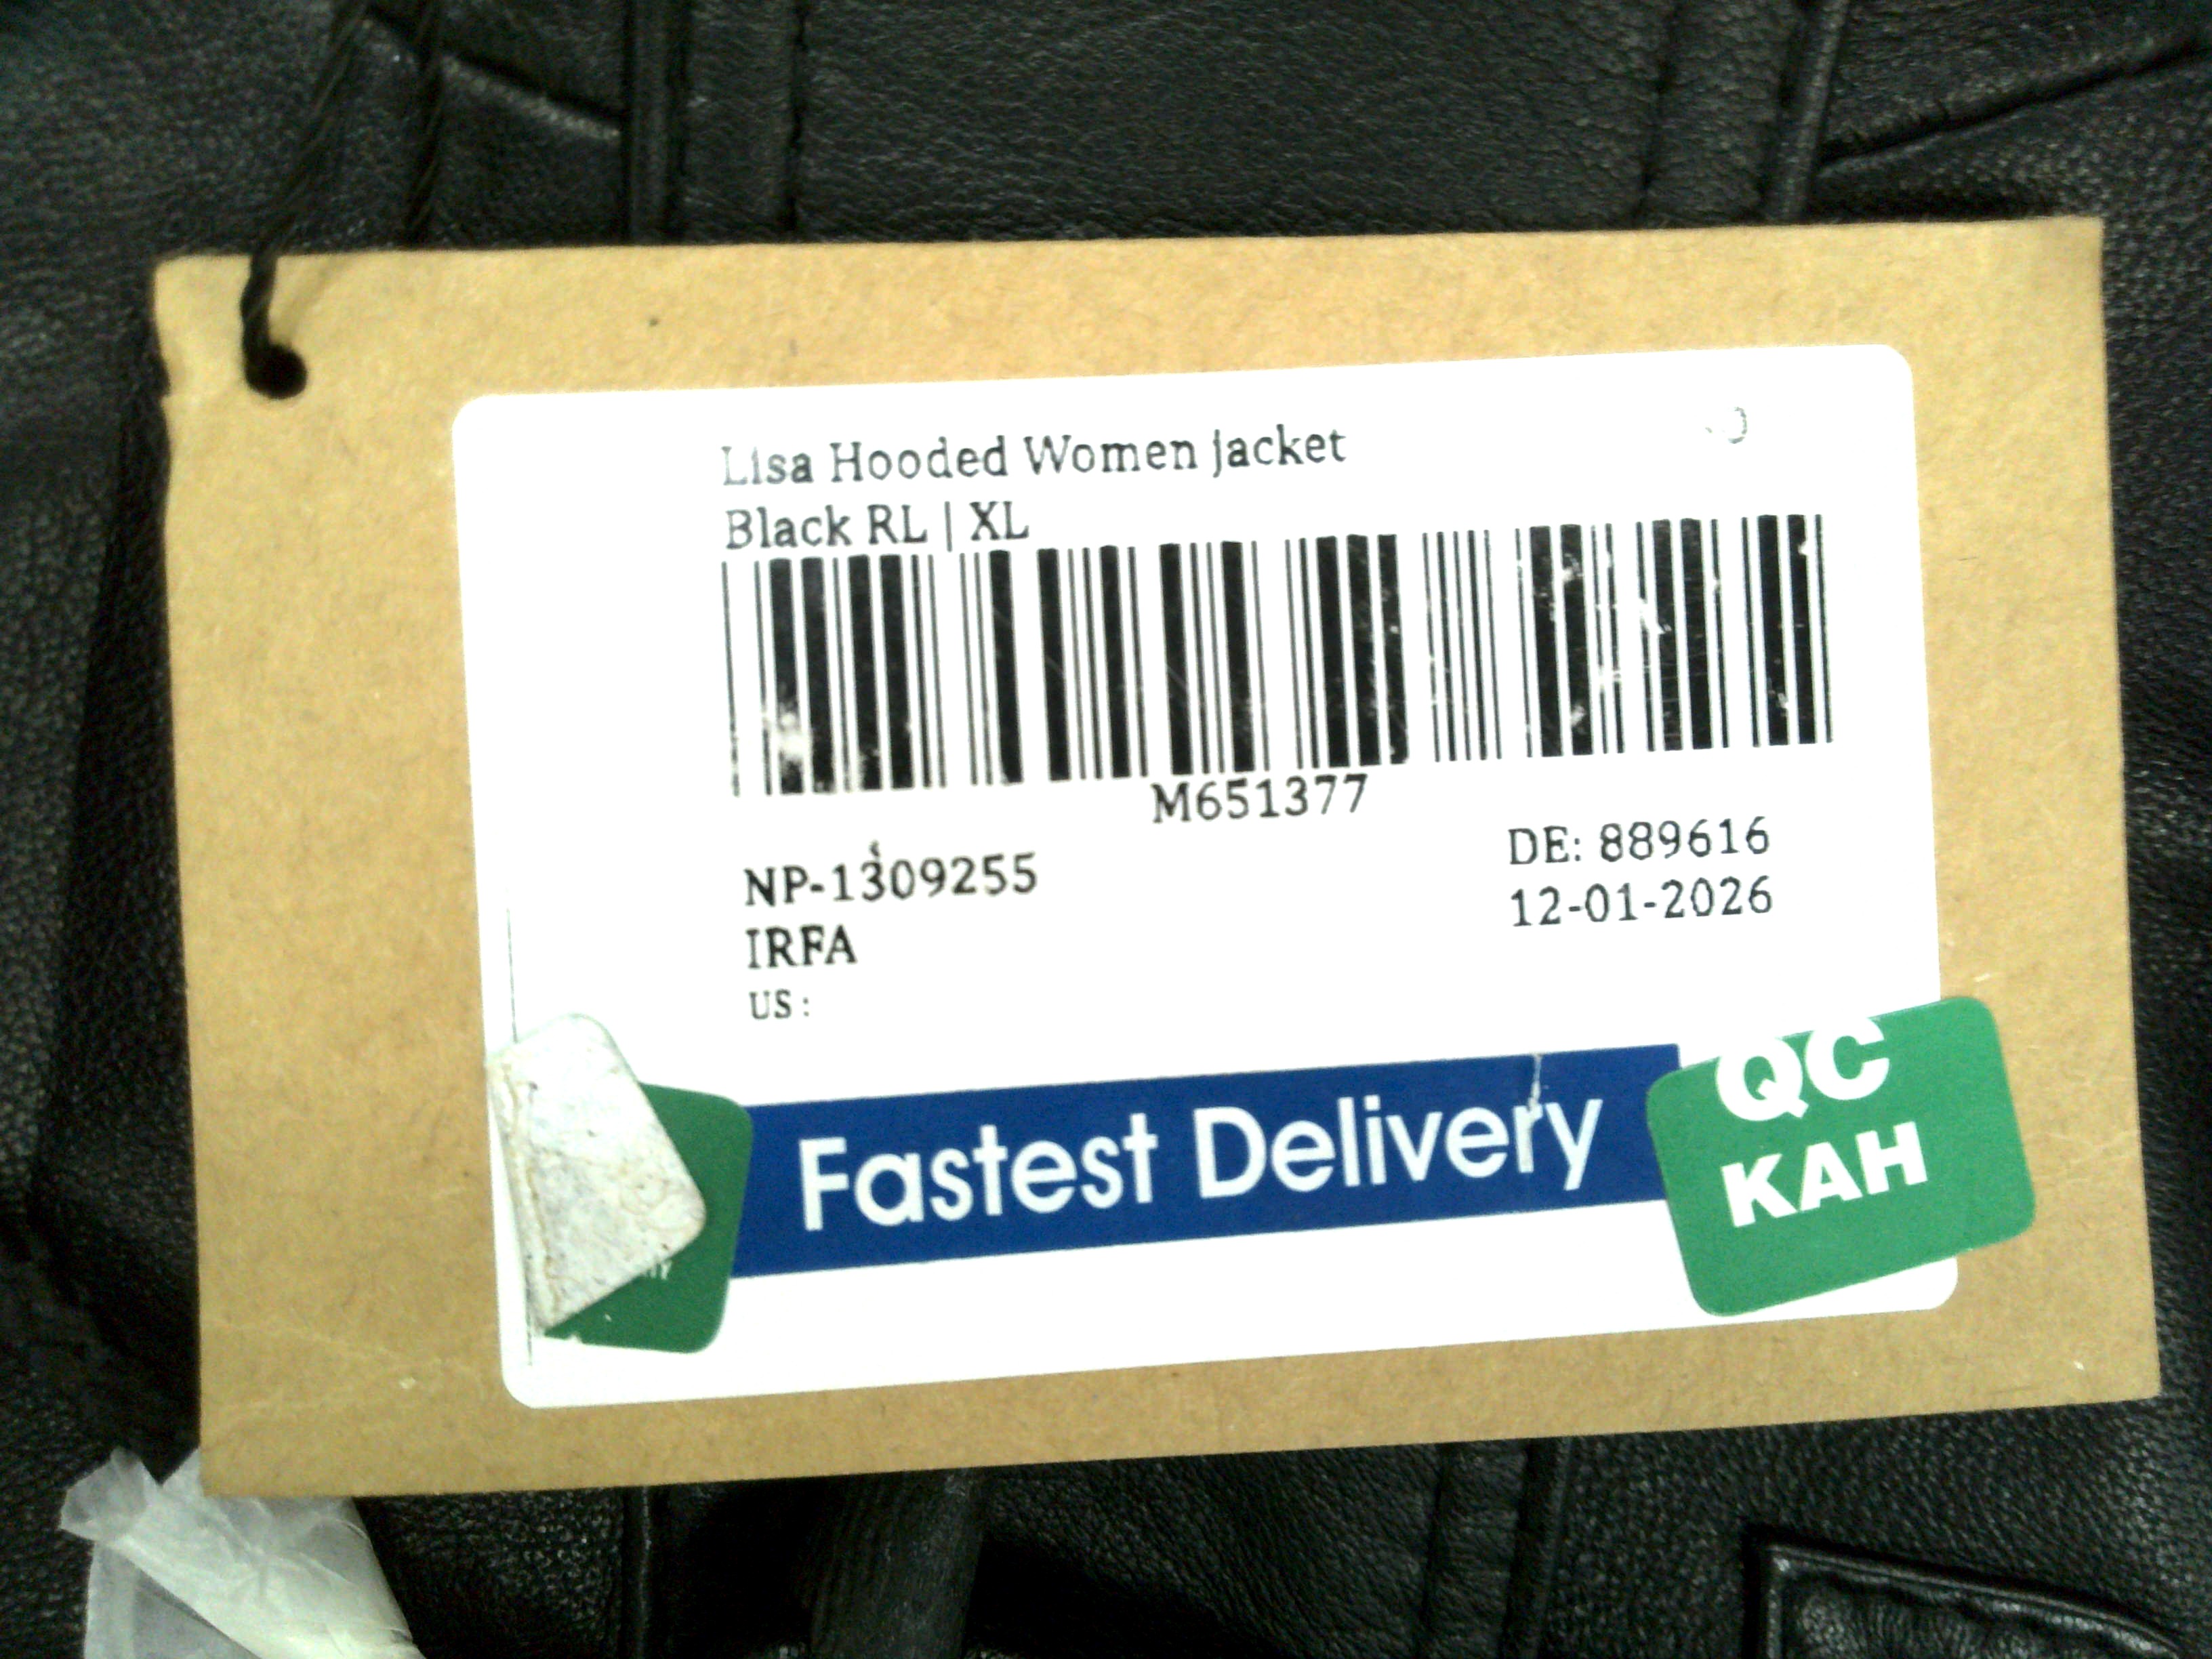 Lisa Hooded Women jacket
Black RL | XL
M651377
NP-1309255
DE: 889616
IRFA
12-01-2026
US :
Fastest Delivery
QC
KAH